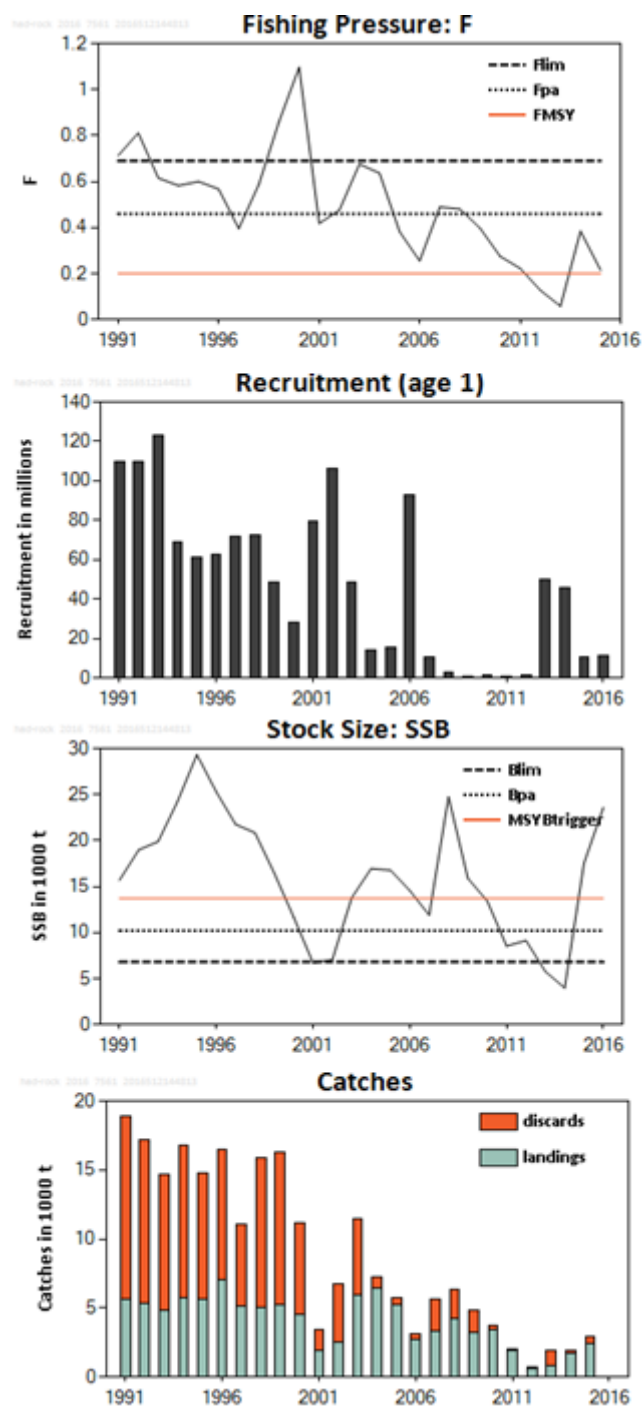 Fishing Pressure: F
1.2
1
0.8
0.6
0.4
0.2
0
F
Flim
Fpa
FMSY
1991 1996 2001 2006 2011 2016
Recruitment (age 1)
140
120
100
80
60
40
20
0
Recruitment in millions
1991 1996 2001 2006 2011 2016
Stock Size: SSB
30
25
20
15
10
5
0
SSB in 1000 t
Blim
Bpa
MSYBtrigger
1991 1996 2001 2006 2011 2016
Catches
20
15
10
5
0
Catches in 1000 t
discards
landings
1991 1996 2001 2006 2011 2016